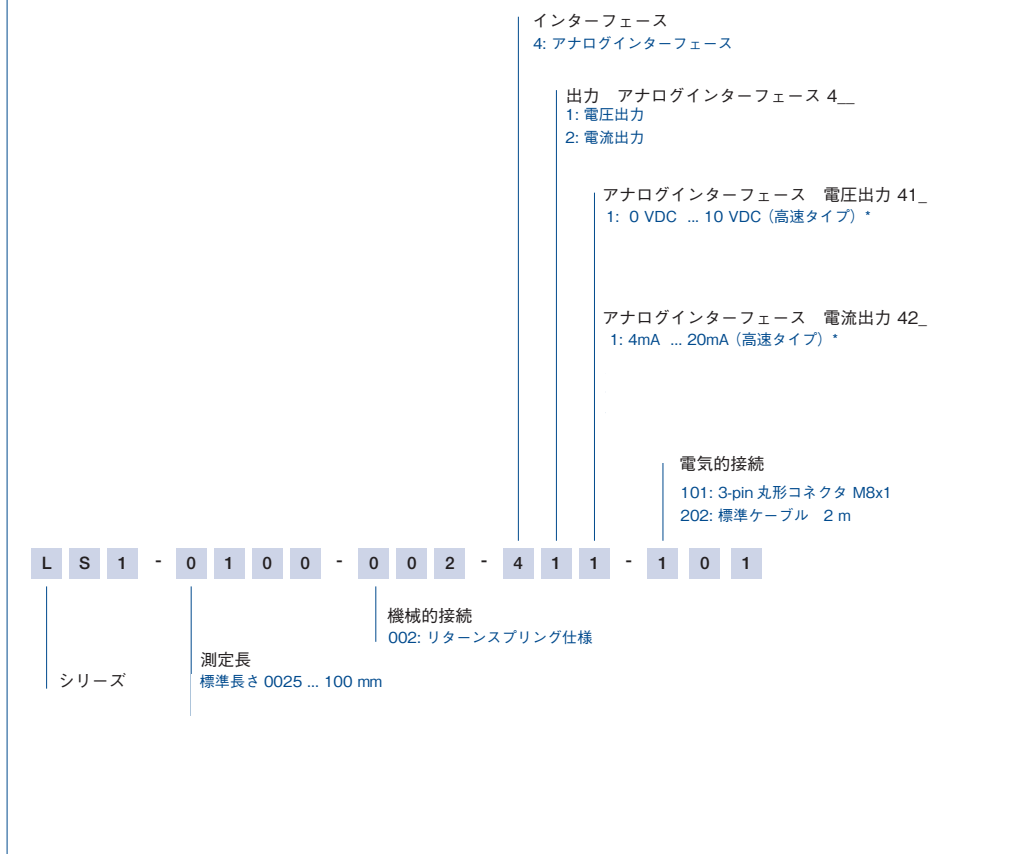 インターフェース
4: アナログインターフェース
出力　アナログインターフェース 4__
1: 電圧出力
2: 電流出力
アナログインターフェース　電圧出力 41_
1: 0 VDC ... 10 VDC（高速タイプ）*
アナログインターフェース　電流出力 42_
1: 4mA ... 20mA（高速タイプ）*
電気的接続
101: 3-pin 丸形コネクタ M8x1
202: 標準ケーブル　2 m
L S 1 - 0 1 0 0 - 0 0 2 - 4 1 1 - 1 0 1
機械的接続
002: リターンスプリング仕様
測定長
標準長さ 0025 ... 100 mm
シリーズ